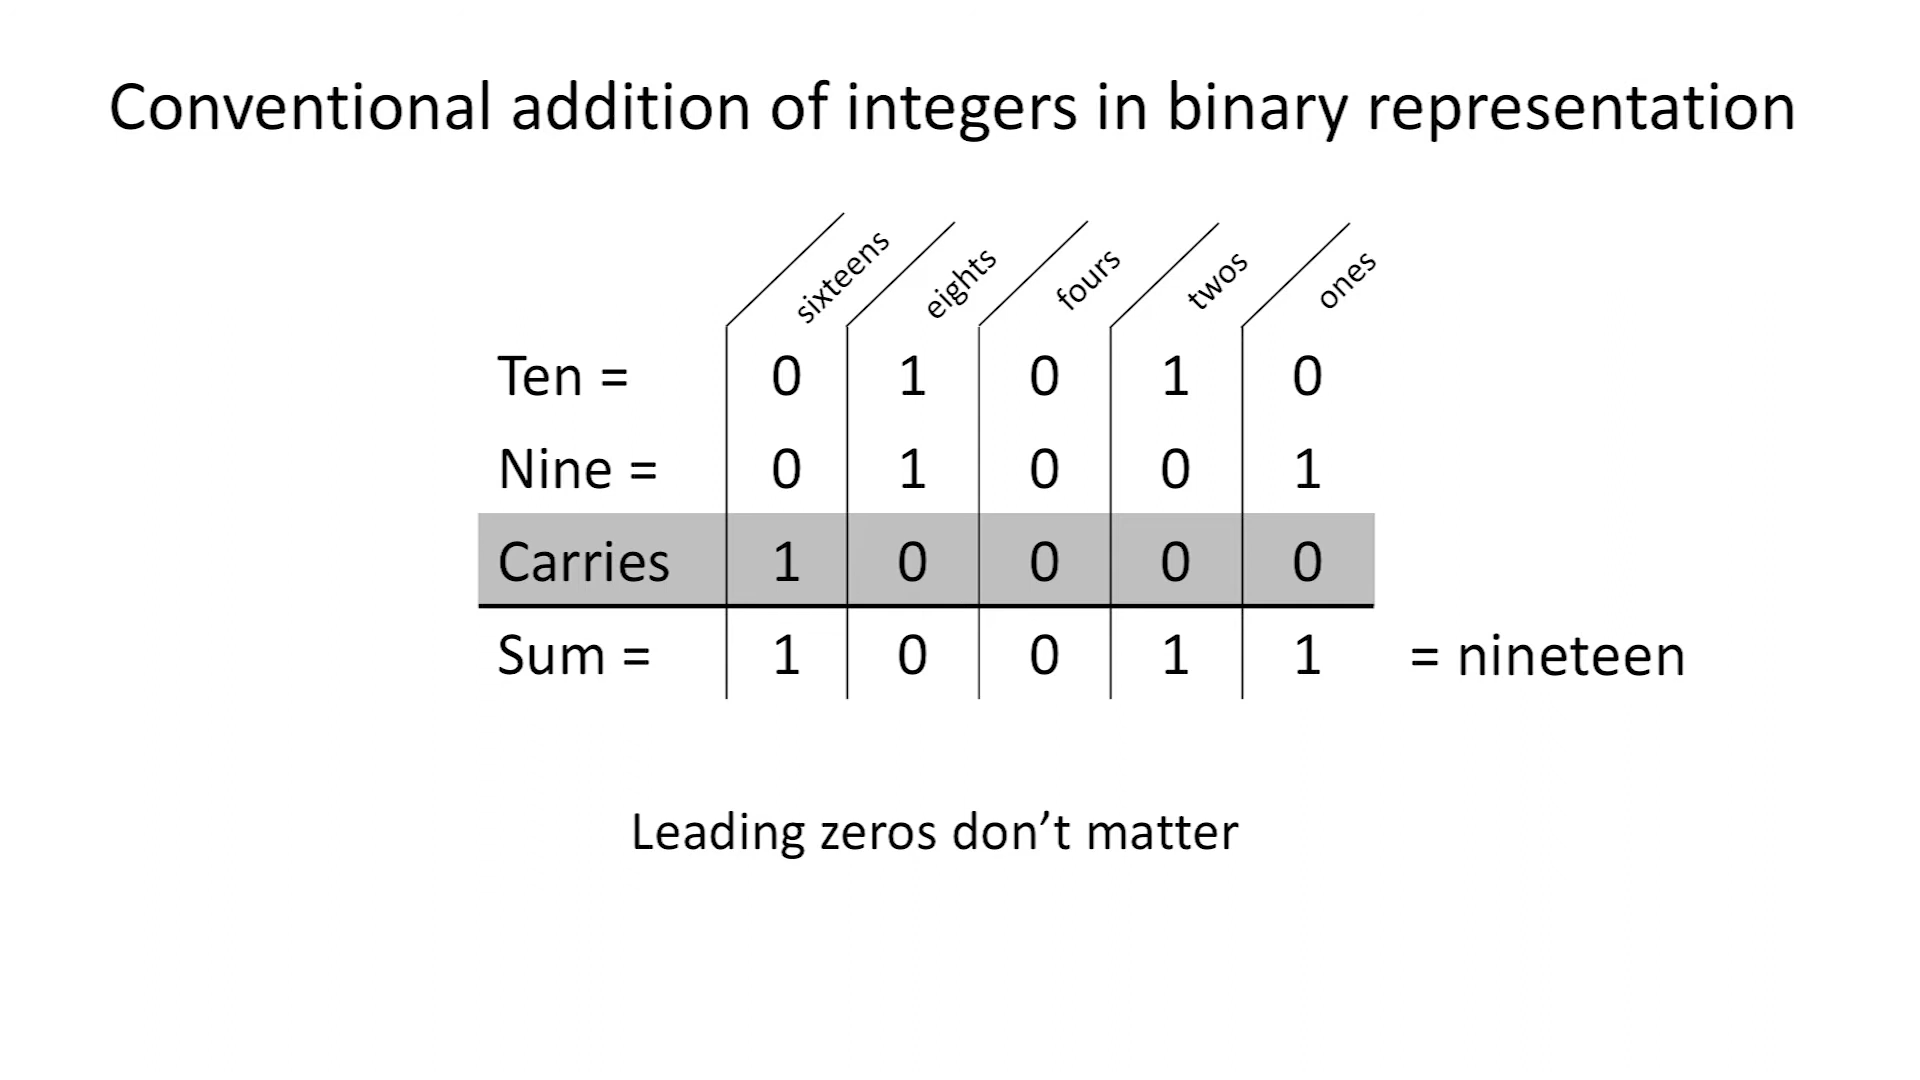 Conventional addition of integers in binary representation
sixteens eights fours twos ones
Ten = 0 1 0 1 0
Nine = 0 1 0 0 1
Carries 1 0 0 0 0
Sum = 1 0 0 1 1 = nineteen
Leading zeros don’t matter